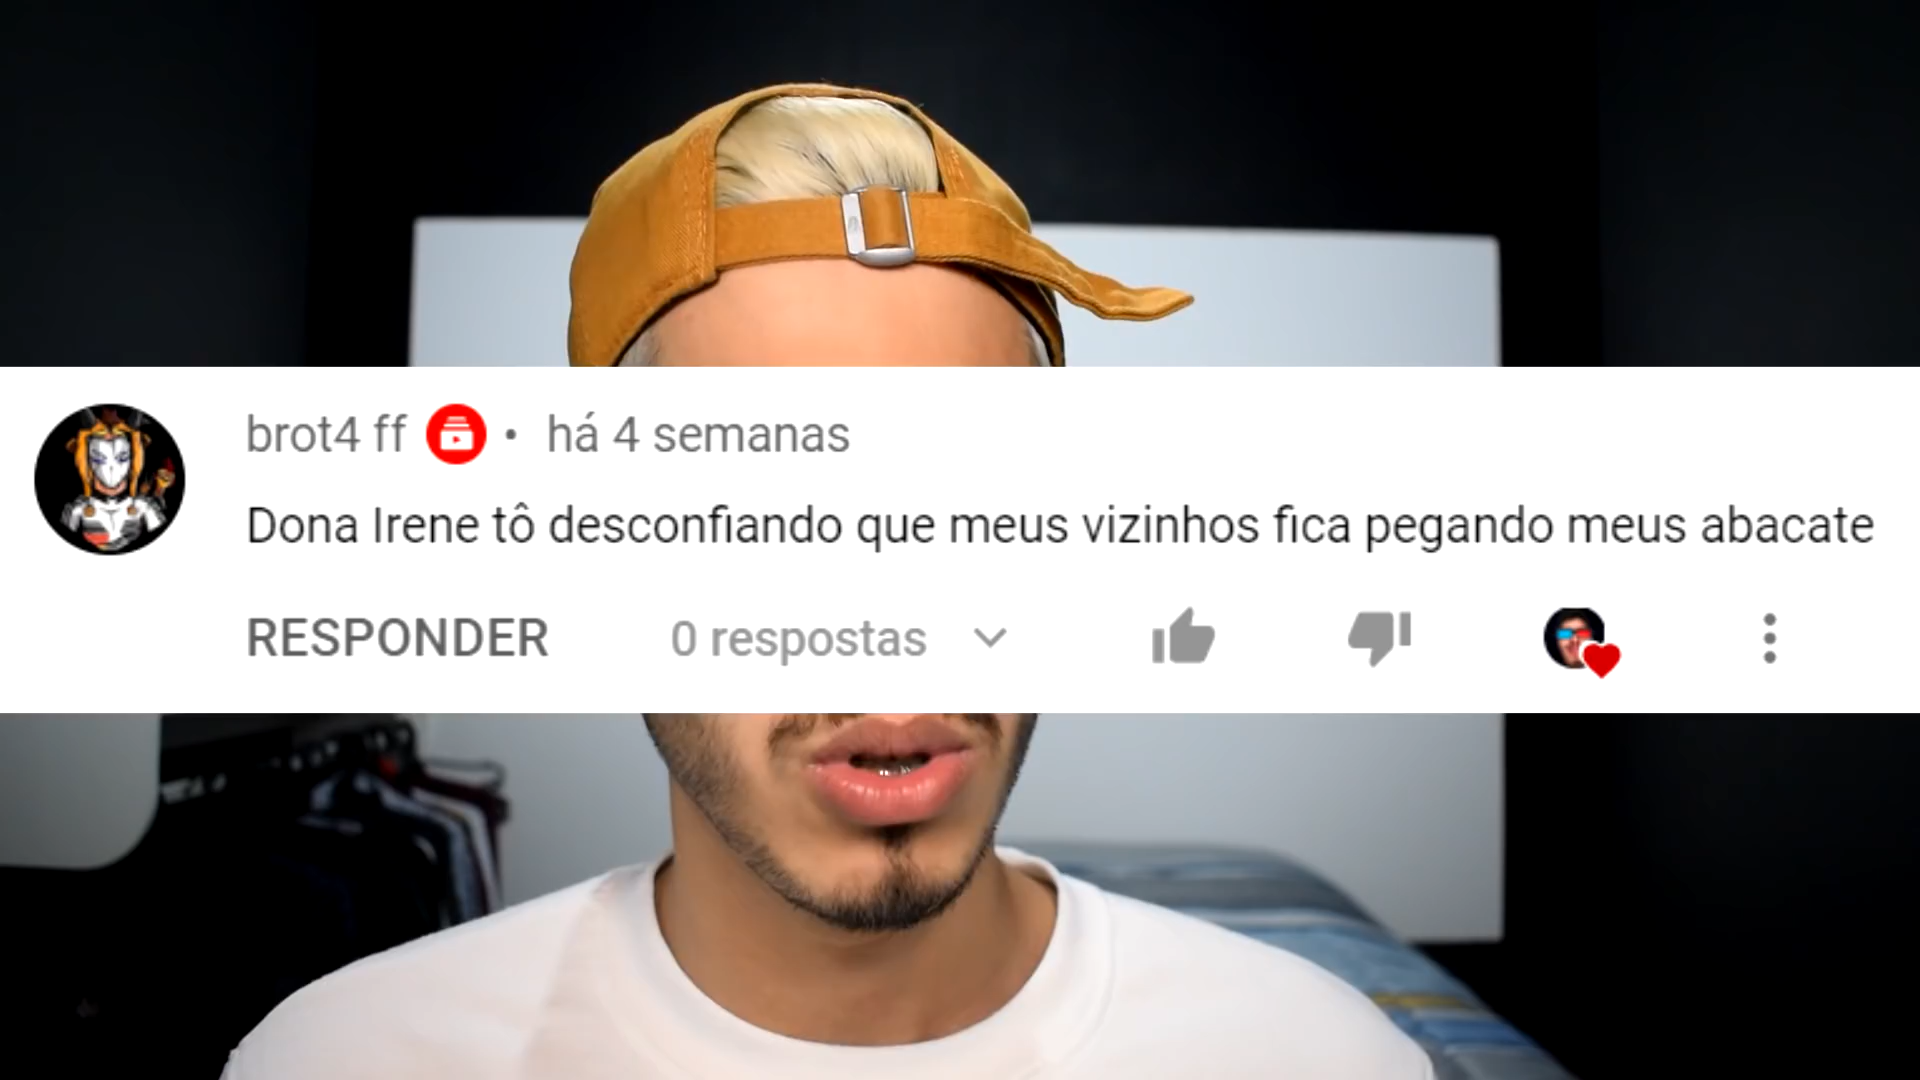 brot4 ff • há 4 semanas
Dona Irene tô desconfiando que meus vizinhos fica pegando meus abacate
RESPONDER 0 respostas